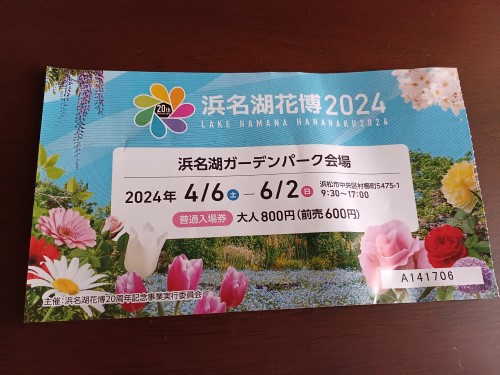 20th
浜名湖花博2024
LAKE HAMANA HANAHAKU2024
浜名湖ガーデンパーク会場
2024年 4/6土 ー 6/2日 浜松市中央区村櫛町5475-1
9:30~17:00
普通入場券 大人800円(前売600円)
A141706
主催:浜名湖花博20周年記念事業実行委員会